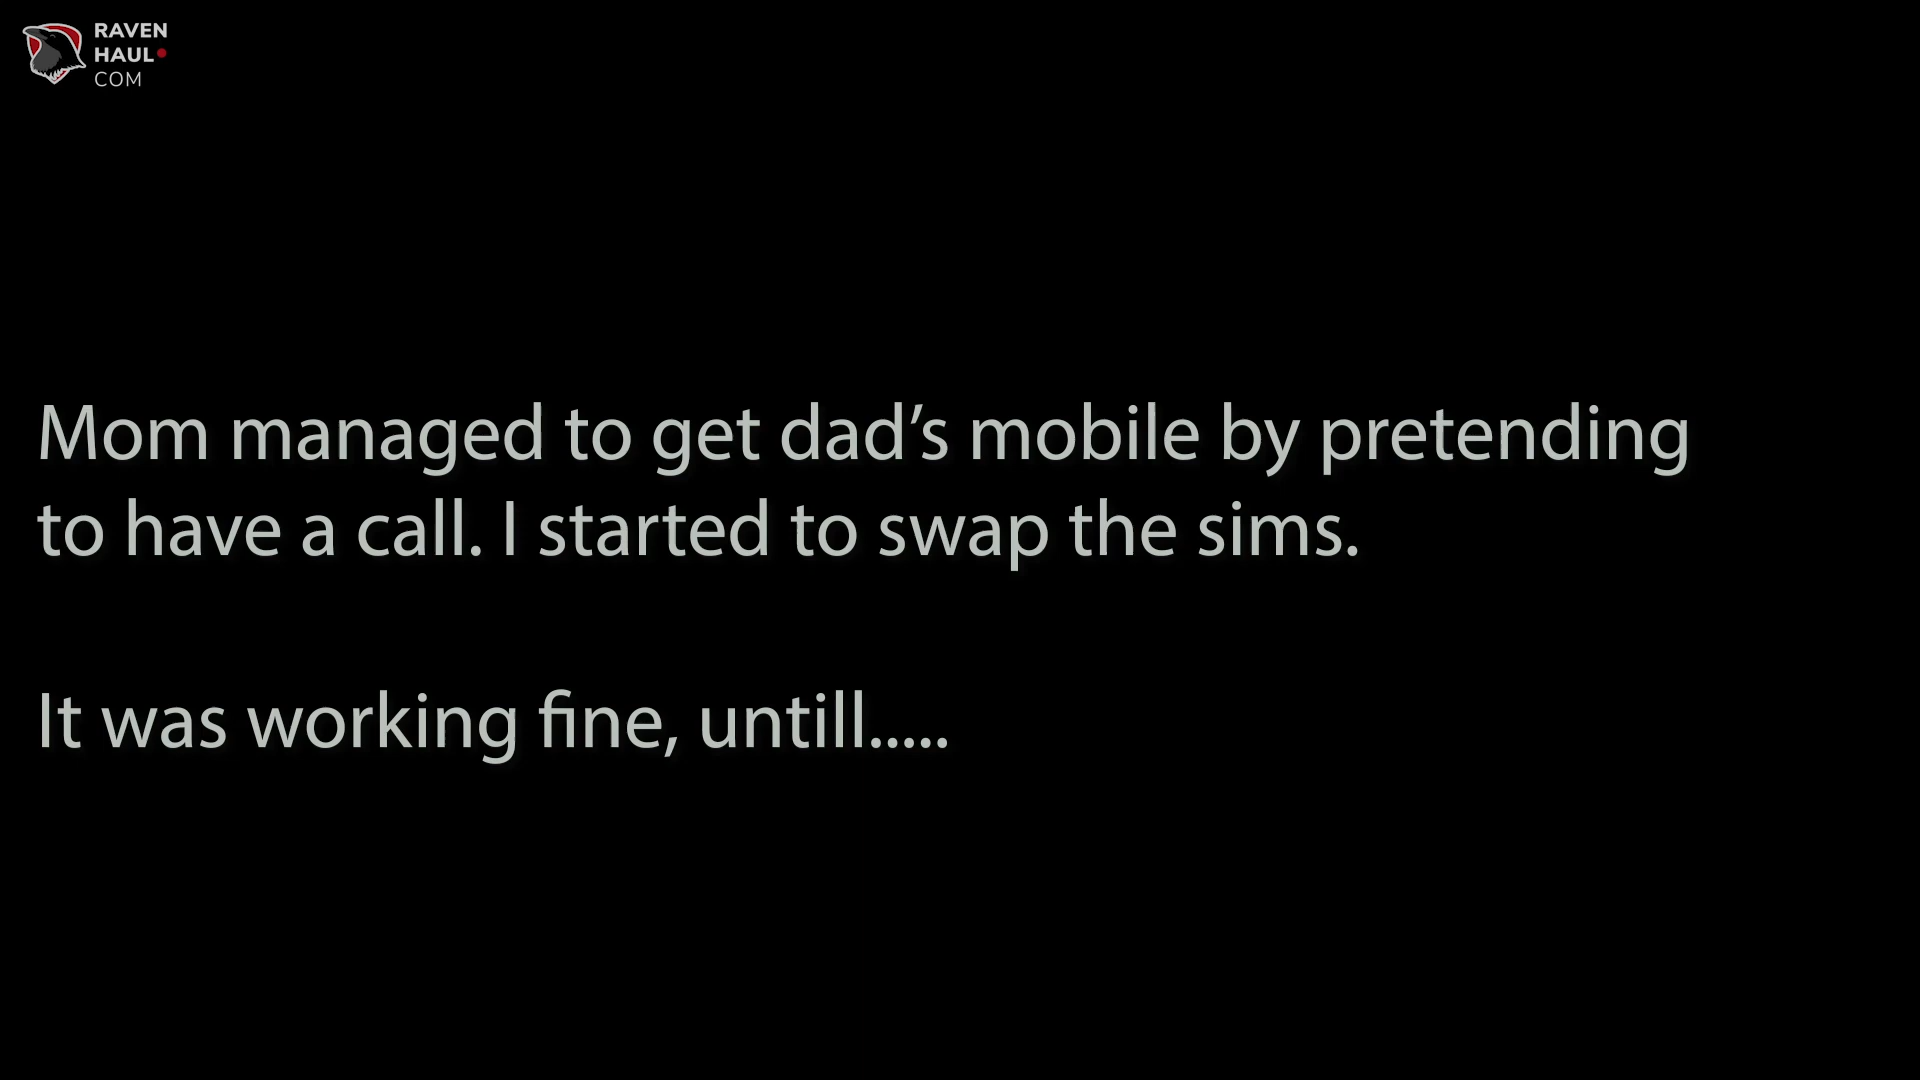 RAVEN
HAUL
COM
Mom managed to get dad’s mobile by pretending
to have a call. I started to swap the sims.
It was working fine, untill.....